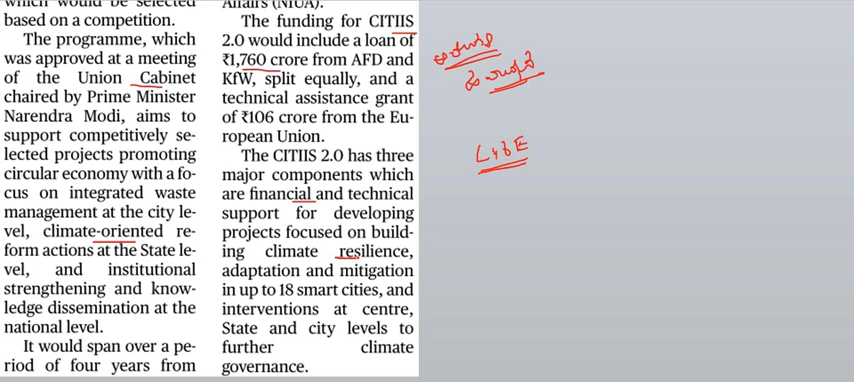 which would be selected
based on a competition.
The programme, which
was approved at a meeting
of the Union Cabinet
chaired by Prime Minister
Narendra Modi, aims to
support competitively se-
lected projects promoting
circular economy with a fo-
cus on integrated waste
management at the city le-
vel, climate-oriented re-
form actions at the State le-
vel, and institutional
strengthening and know-
ledge dissemination at the
national level.
It would span over a pe-
riod of four years from
Affairs (NIUA).
The funding for CITIIS
2.0 would include a loan of
₹1,760 crore from AFD and
KfW, split equally, and a
technical assistance grant
of ₹106 crore from the Eu-
ropean Union.
The CITIIS 2.0 has three
major components which
are financial and technical
support for developing
projects focused on build-
ing climate resilience,
adaptation and mitigation
in up to 18 smart cities, and
interventions at centre,
State and city levels to
further climate
governance.